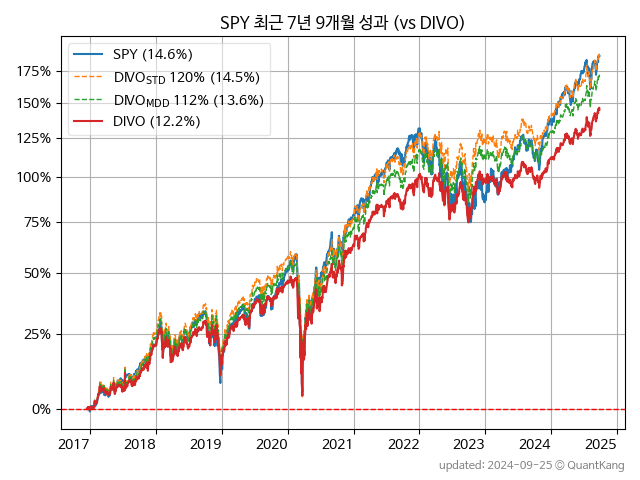 SPY 최근 7년 9개월 성과 (vs DIVO)
SPY (14.6%)
DIVO_STD 120% (14.5%)
DIVO_MDD 112% (13.6%)
DIVO (12.2%)
175%
150%
125%
100%
75%
50%
25%
0%
2017 2018 2019 2020 2021 2022 2023 2024 2025
updated: 2024-09-25 © QuantKang